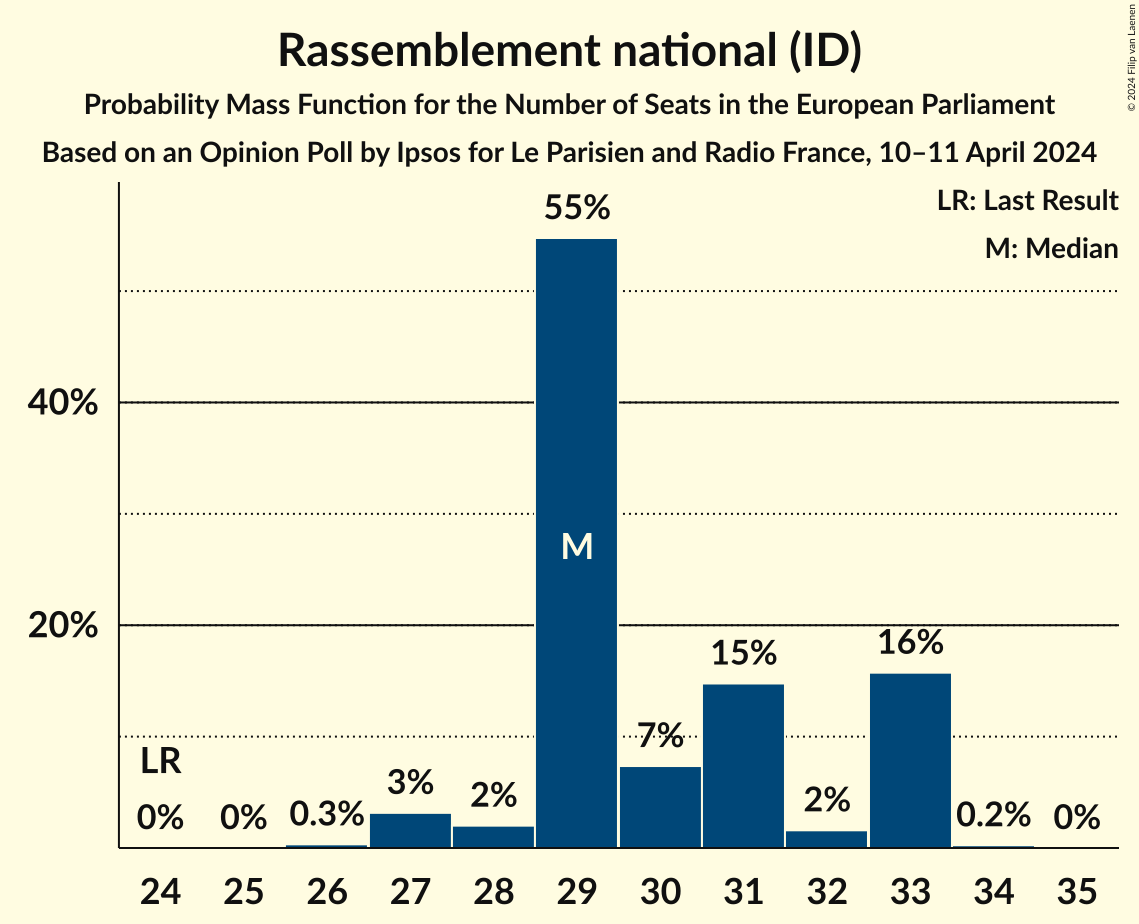 Rassemblement national (ID)
Probability Mass Function for the Number of Seats in the European Parliament
Based on an Opinion Poll by Ipsos for Le Parisien and Radio France, 10–11 April 2024
© 2024 Filip van Laenen
LR: Last Result
M: Median
55%
40%
M
20%
16%
15%
7%
LR
3%
2%
2%
0% 0% 0.3% 0.2% 0%
24 25 26 27 28 29 30 31 32 33 34 35